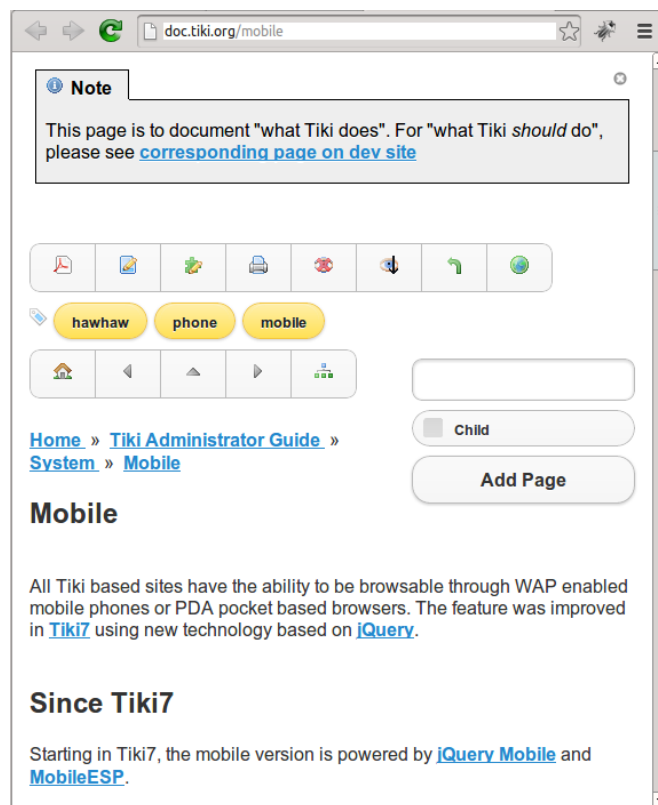 doc.tiki.org/mobile
Note
This page is to document "what Tiki does". For "what Tiki should do",
please see corresponding page on dev site
hawhaw phone mobile
Child
Add Page
Home » Tiki Administrator Guide »
System » Mobile
Mobile
All Tiki based sites have the ability to be browsable through WAP enabled
mobile phones or PDA pocket based browsers. The feature was improved
in Tiki7 using new technology based on jQuery.
Since Tiki7
Starting in Tiki7, the mobile version is powered by jQuery Mobile and
MobileESP.